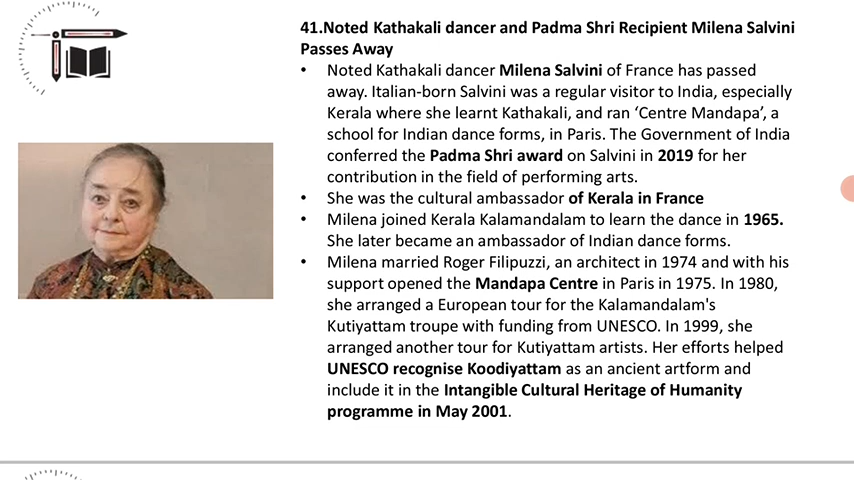 41.Noted Kathakali dancer and Padma Shri Recipient Milena Salvini
Passes Away
• Noted Kathakali dancer Milena Salvini of France has passed
away. Italian-born Salvini was a regular visitor to India, especially
Kerala where she learnt Kathakali, and ran ‘Centre Mandapa’, a
school for Indian dance forms, in Paris. The Government of India
conferred the Padma Shri award on Salvini in 2019 for her
contribution in the field of performing arts.
• She was the cultural ambassador of Kerala in France
• Milena joined Kerala Kalamandalam to learn the dance in 1965.
She later became an ambassador of Indian dance forms.
• Milena married Roger Filipuzzi, an architect in 1974 and with his
support opened the Mandapa Centre in Paris in 1975. In 1980,
she arranged a European tour for the Kalamandalam's
Kutiyattam troupe with funding from UNESCO. In 1999, she
arranged another tour for Kutiyattam artists. Her efforts helped
UNESCO recognise Koodiyattam as an ancient artform and
include it in the Intangible Cultural Heritage of Humanity
programme in May 2001.